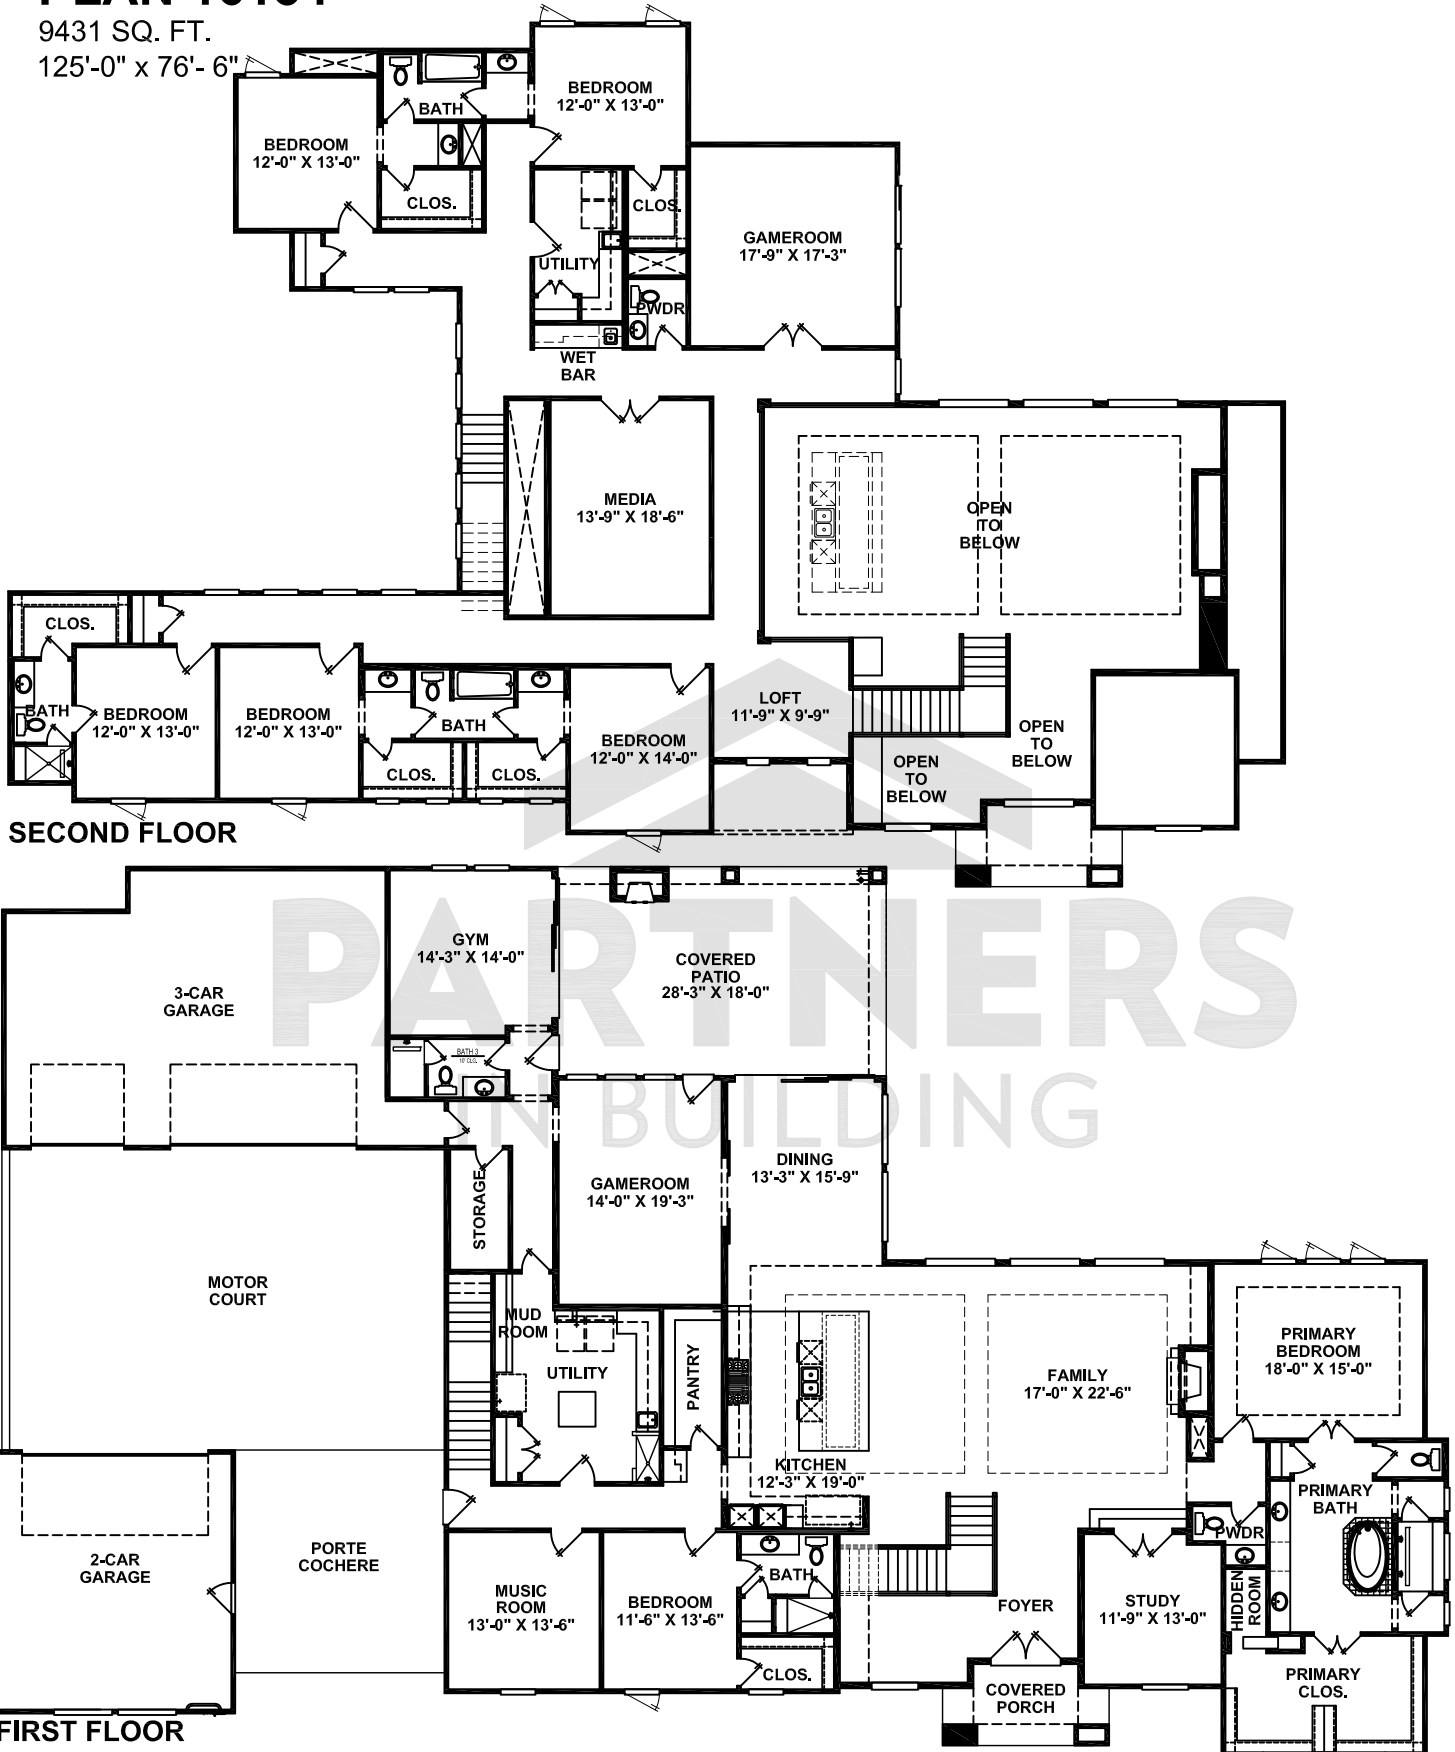 9431 SQ. FT.
125'-0" x 76'- 6"
BEDROOM
12'-0" X 13'-0"
BATH
BEDROOM
12'-0" X 13'-0"
CLOS.
CLOS.
GAMEROOM
17'-9" X 17'-3"
UTILITY
PWDR
WET
BAR
MEDIA
13'-9" X 18'-6"
OPEN
TO
BELOW
CLOS.
BATH
BEDROOM
12'-0" X 13'-0"
BEDROOM
12'-0" X 13'-0"
BATH
CLOS.
CLOS.
BEDROOM
12'-0" X 14'-0"
LOFT
11'-9" X 9'-9"
OPEN
TO
BELOW
OPEN
TO
BELOW
SECOND FLOOR
PARTNERS
IN BUILDING
3-CAR
GARAGE
GYM
14'-3" X 14'-0"
COVERED
PATIO
28'-3" X 18'-0"
BATH 3
10' CLG.
STORAGE
GAMEROOM
14'-0" X 19'-3"
DINING
13'-3" X 15'-9"
MOTOR
COURT
MUD
ROOM
UTILITY
PANTRY
KITCHEN
12'-3" X 19'-0"
FAMILY
17'-0" X 22'-6"
PRIMARY
BEDROOM
18'-0" X 15'-0"
PRIMARY
BATH
PWDR
HIDDEN
ROOM
2-CAR
GARAGE
PORTE
COCHERE
MUSIC
ROOM
13'-0" X 13'-6"
BEDROOM
11'-6" X 13'-6"
BATH
CLOS.
FOYER
STUDY
11'-9" X 13'-0"
COVERED
PORCH
PRIMARY
CLOS.
FIRST FLOOR